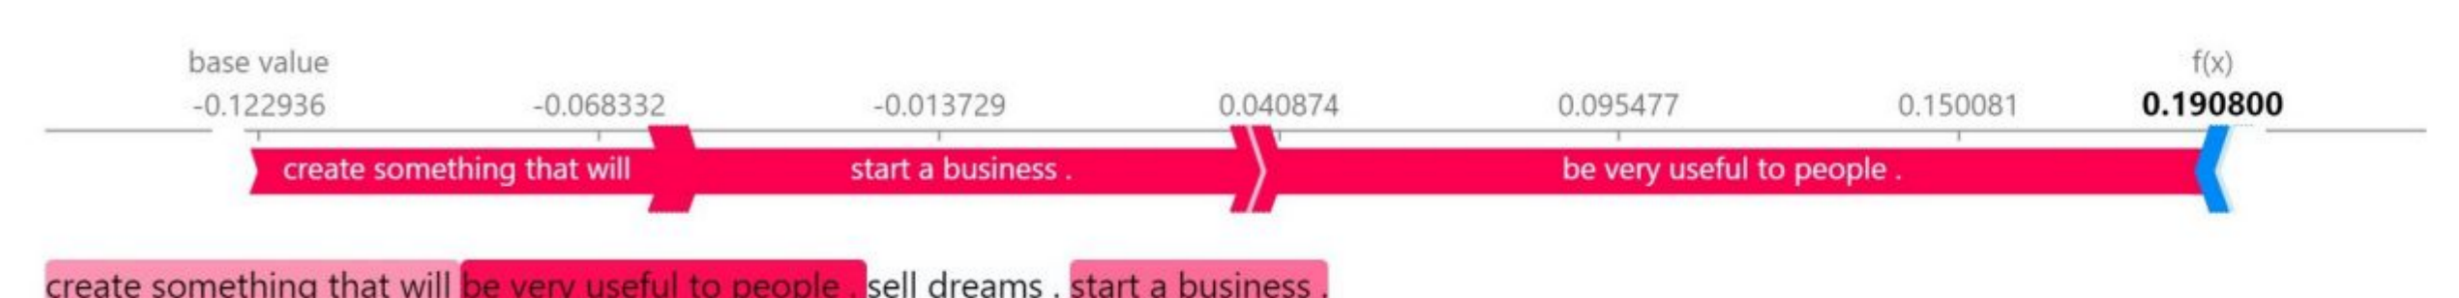 base value f(x)
-0.122936 -0.068332 -0.013729 0.040874 0.095477 0.150081 0.190800
create something that will start a business . be very useful to people .
create something that will be very useful to people . sell dreams . start a business .